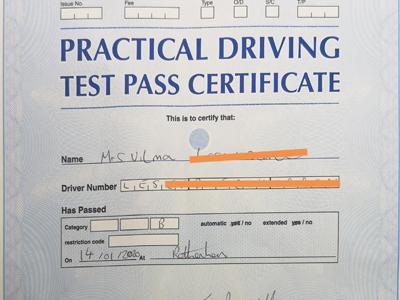 Issue No. Fee Type O/D S/C T/P
PRACTICAL DRIVING
TEST PASS CERTIFICATE
This is to certify that:
Name Mrs Vilma
Driver Number L E S
Has Passed
Category B automatic yes / no extended yes / no
restriction code
On 14/01/2020 At Rotherham